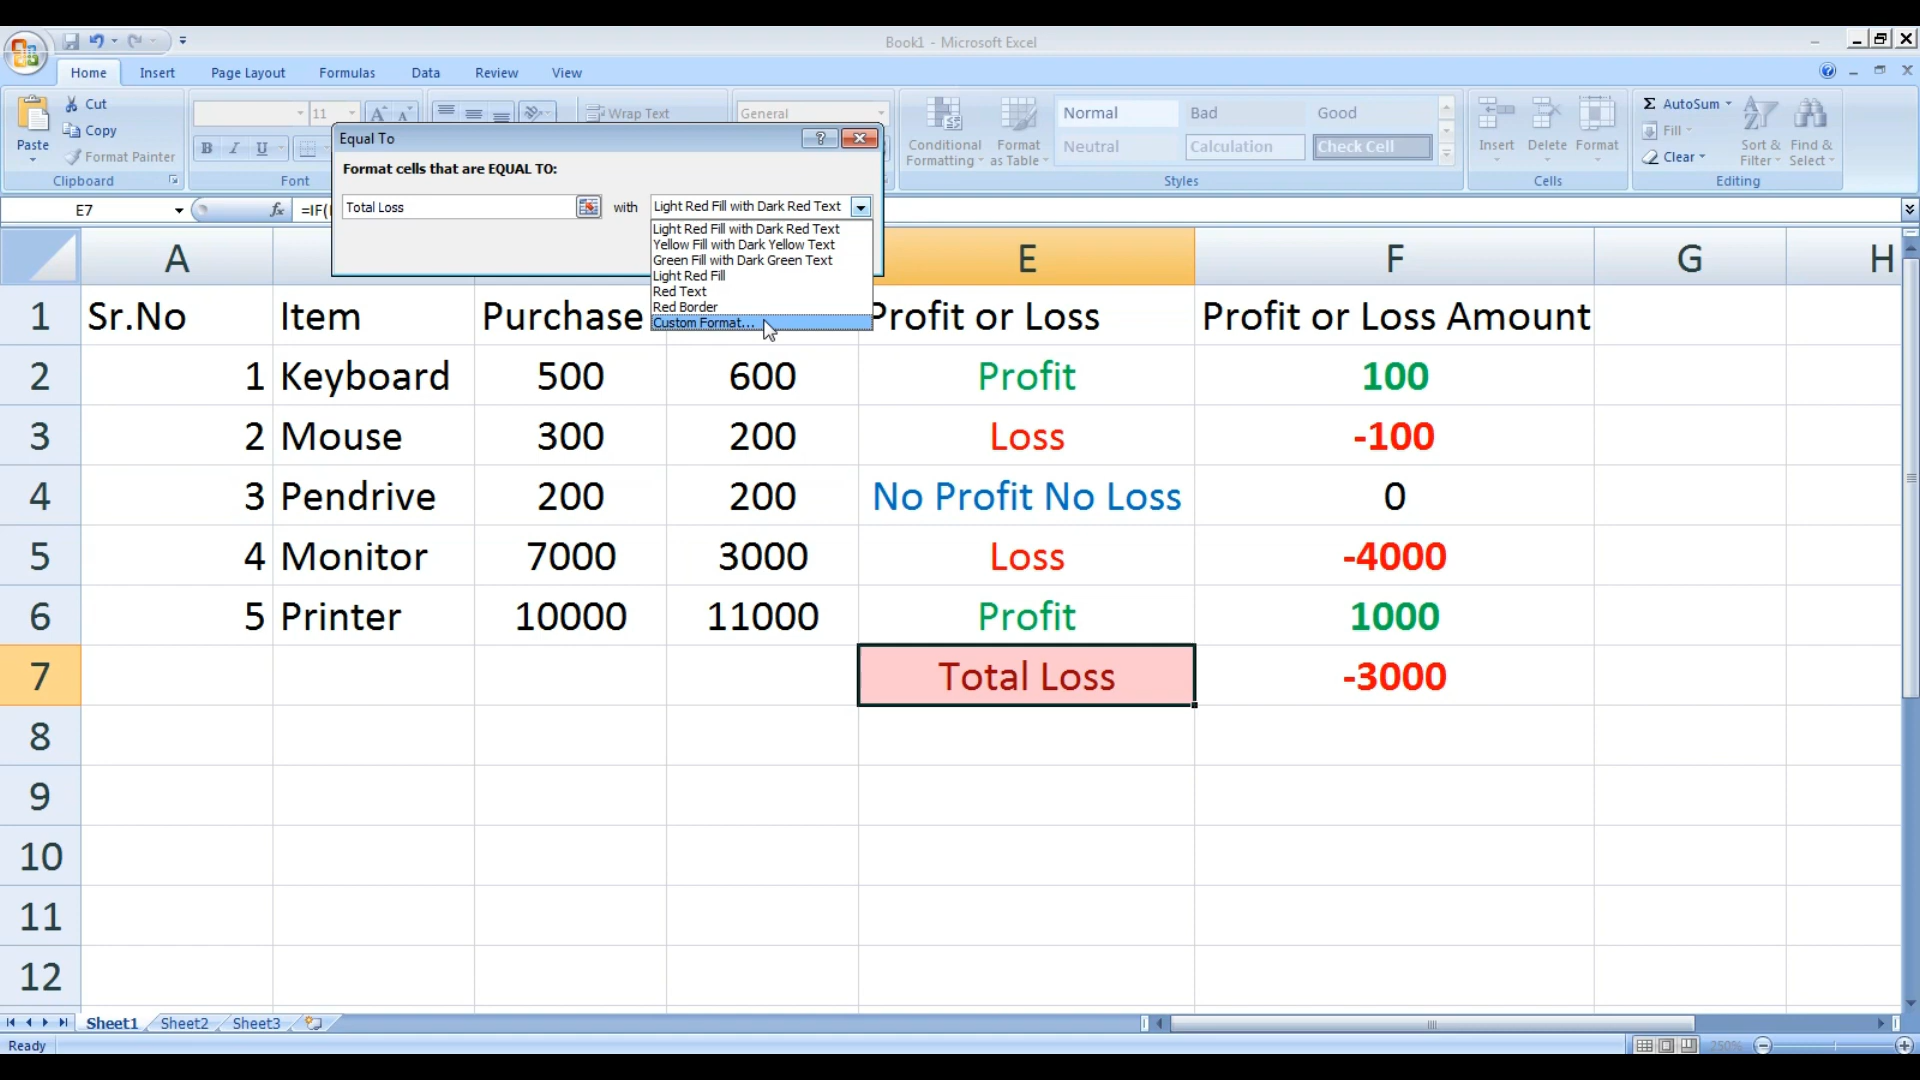 Book1 - Microsoft Excel
Home Insert Page Layout Formulas Data Review View
Paste
Cut
Copy
Format Painter
Clipboard
11
B I U
Font
Wrap Text
General
Conditional Formatting
Format as Table
Normal Bad Good
Neutral Calculation Check Cell
Styles
Insert Delete Format
Cells
Σ AutoSum
Fill
Clear
Sort & Filter
Find & Select
Editing
Equal To
Format cells that are EQUAL TO:
Total Loss with Light Red Fill with Dark Red Text
Light Red Fill with Dark Red Text
Yellow Fill with Dark Yellow Text
Green Fill with Dark Green Text
Light Red Fill
Red Text
Red Border
Custom Format...
E7 fx =IF(
A E F G H
1 Sr.No Item Purchase Profit or Loss Profit or Loss Amount
2 1 Keyboard 500 600 Profit 100
3 2 Mouse 300 200 Loss -100
4 3 Pendrive 200 200 No Profit No Loss 0
5 4 Monitor 7000 3000 Loss -4000
6 5 Printer 10000 11000 Profit 1000
7 Total Loss -3000
8
9
10
11
12
Sheet1 Sheet2 Sheet3
Ready 250%